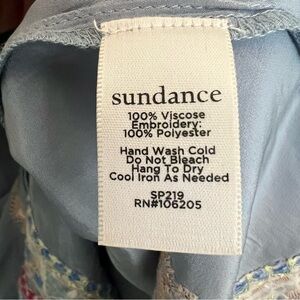 sundance
100% Viscose
Embroidery:
100% Polyester
Hand Wash Cold
Do Not Bleach
Hang To Dry
Cool Iron As Needed
SP219
RN#106205